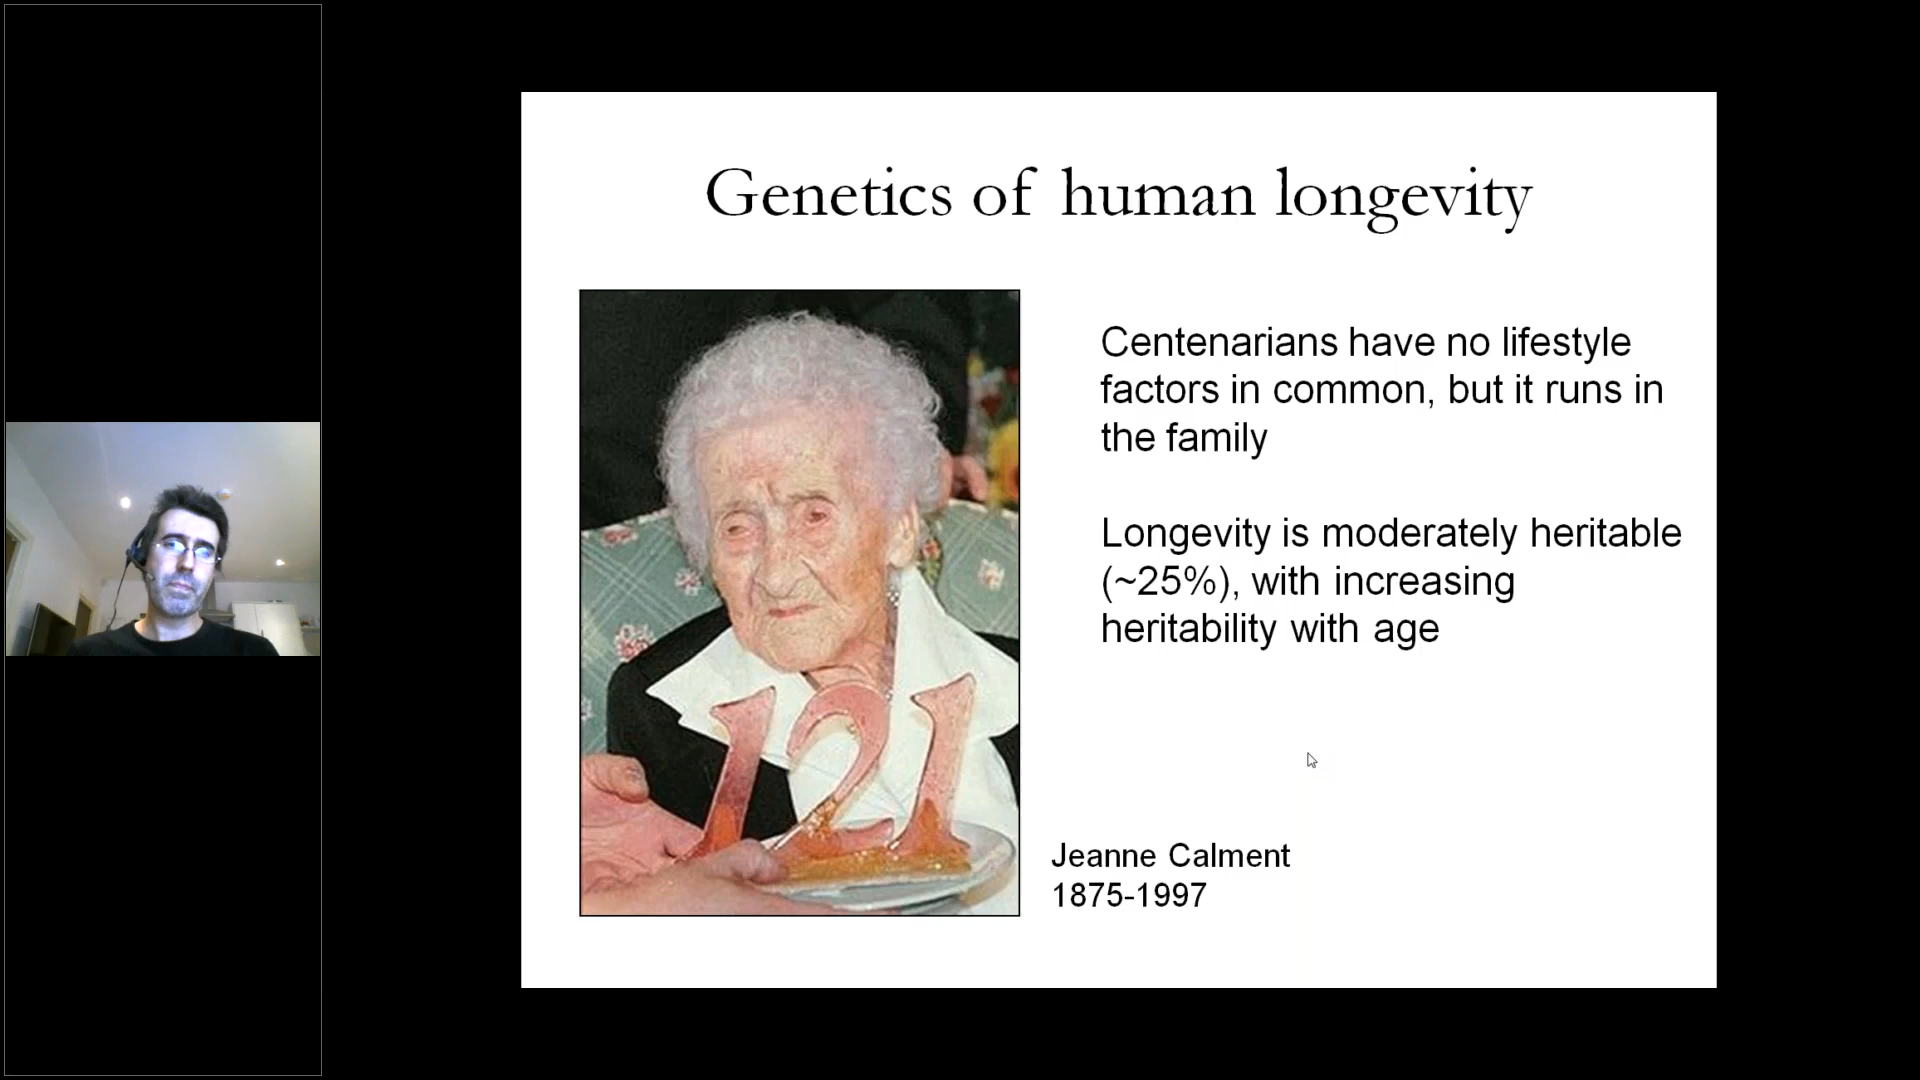 Genetics of human longevity
Centenarians have no lifestyle
factors in common, but it runs in
the family
Longevity is moderately heritable
(~25%), with increasing
heritability with age
121
Jeanne Calment
1875-1997